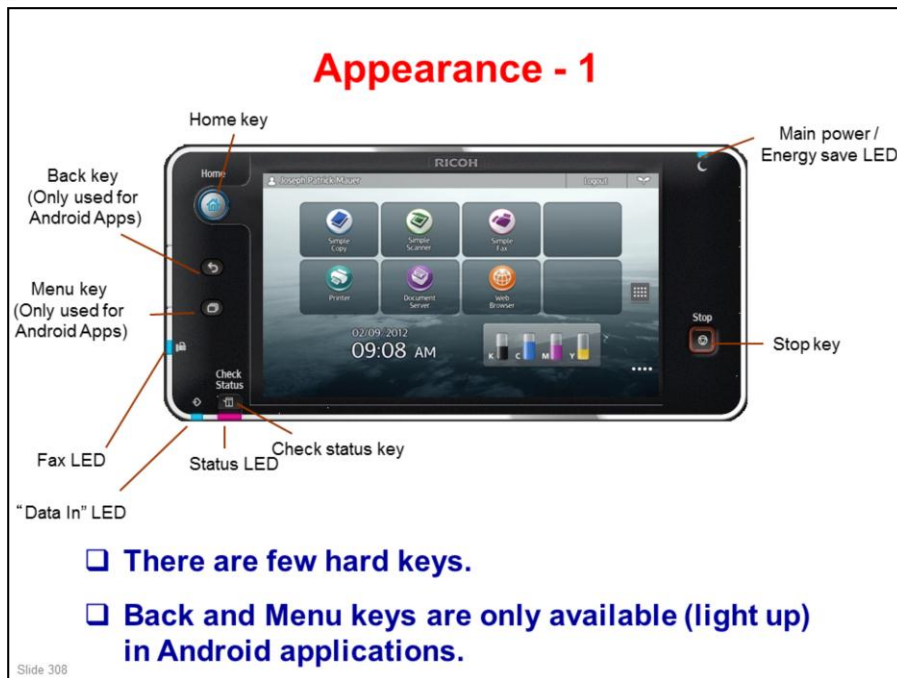 Appearance - 1
Home key
Back key
(Only used for
Android Apps)
Menu key
(Only used for
Android Apps)
Fax LED
"Data In" LED
Status LED
Check status key
Main power /
Energy save LED
Stop key
RICOH
Home
Joseph Patrick Mauer
Logout
Simple
Copy
Simple
Scanner
Simple
Fax
Printer
Document
Server
Web
Browser
02/09. 2012
09:08 AM
K C M Y
Check
Status
Stop
❑ There are few hard keys.
❑ Back and Menu keys are only available (light up)
in Android applications.
Slide 308